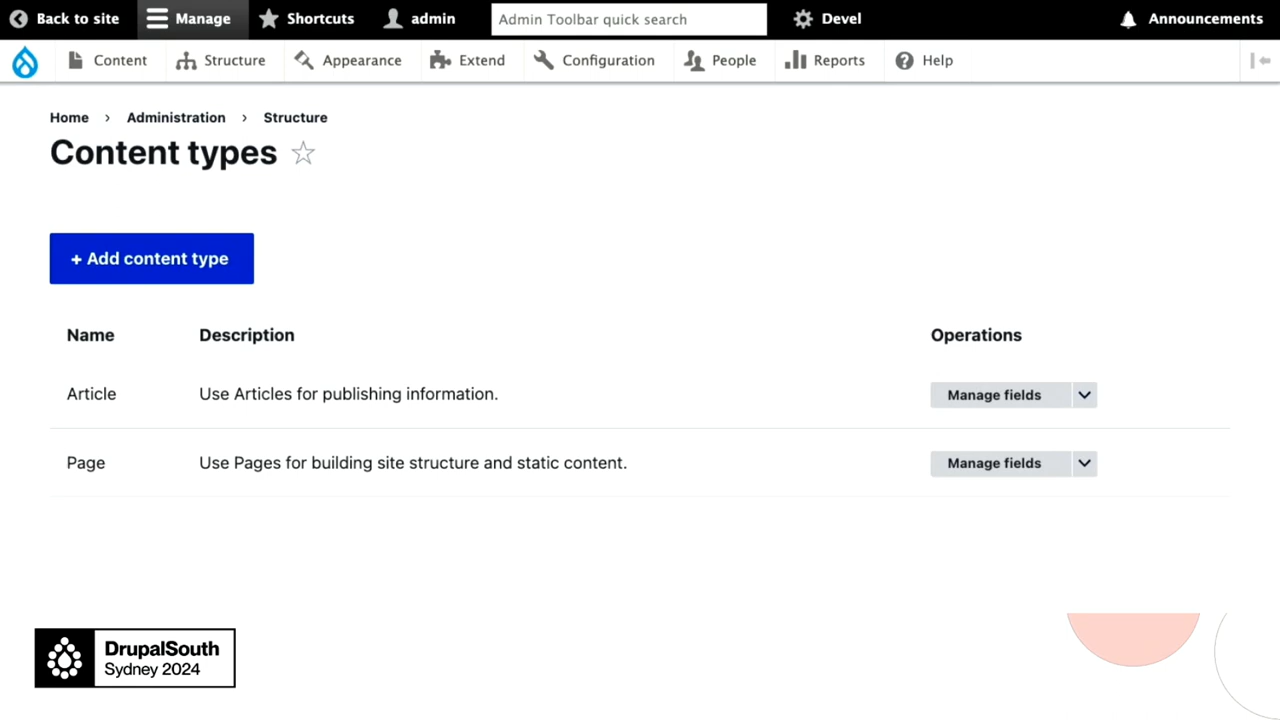 Back to site Manage Shortcuts admin Admin Toolbar quick search Devel Announcements
Content Structure Appearance Extend Configuration People Reports Help
Home › Administration › Structure
Content types
+ Add content type
Name Description Operations
Article Use Articles for publishing information. Manage fields
Page Use Pages for building site structure and static content. Manage fields
DrupalSouth
Sydney 2024